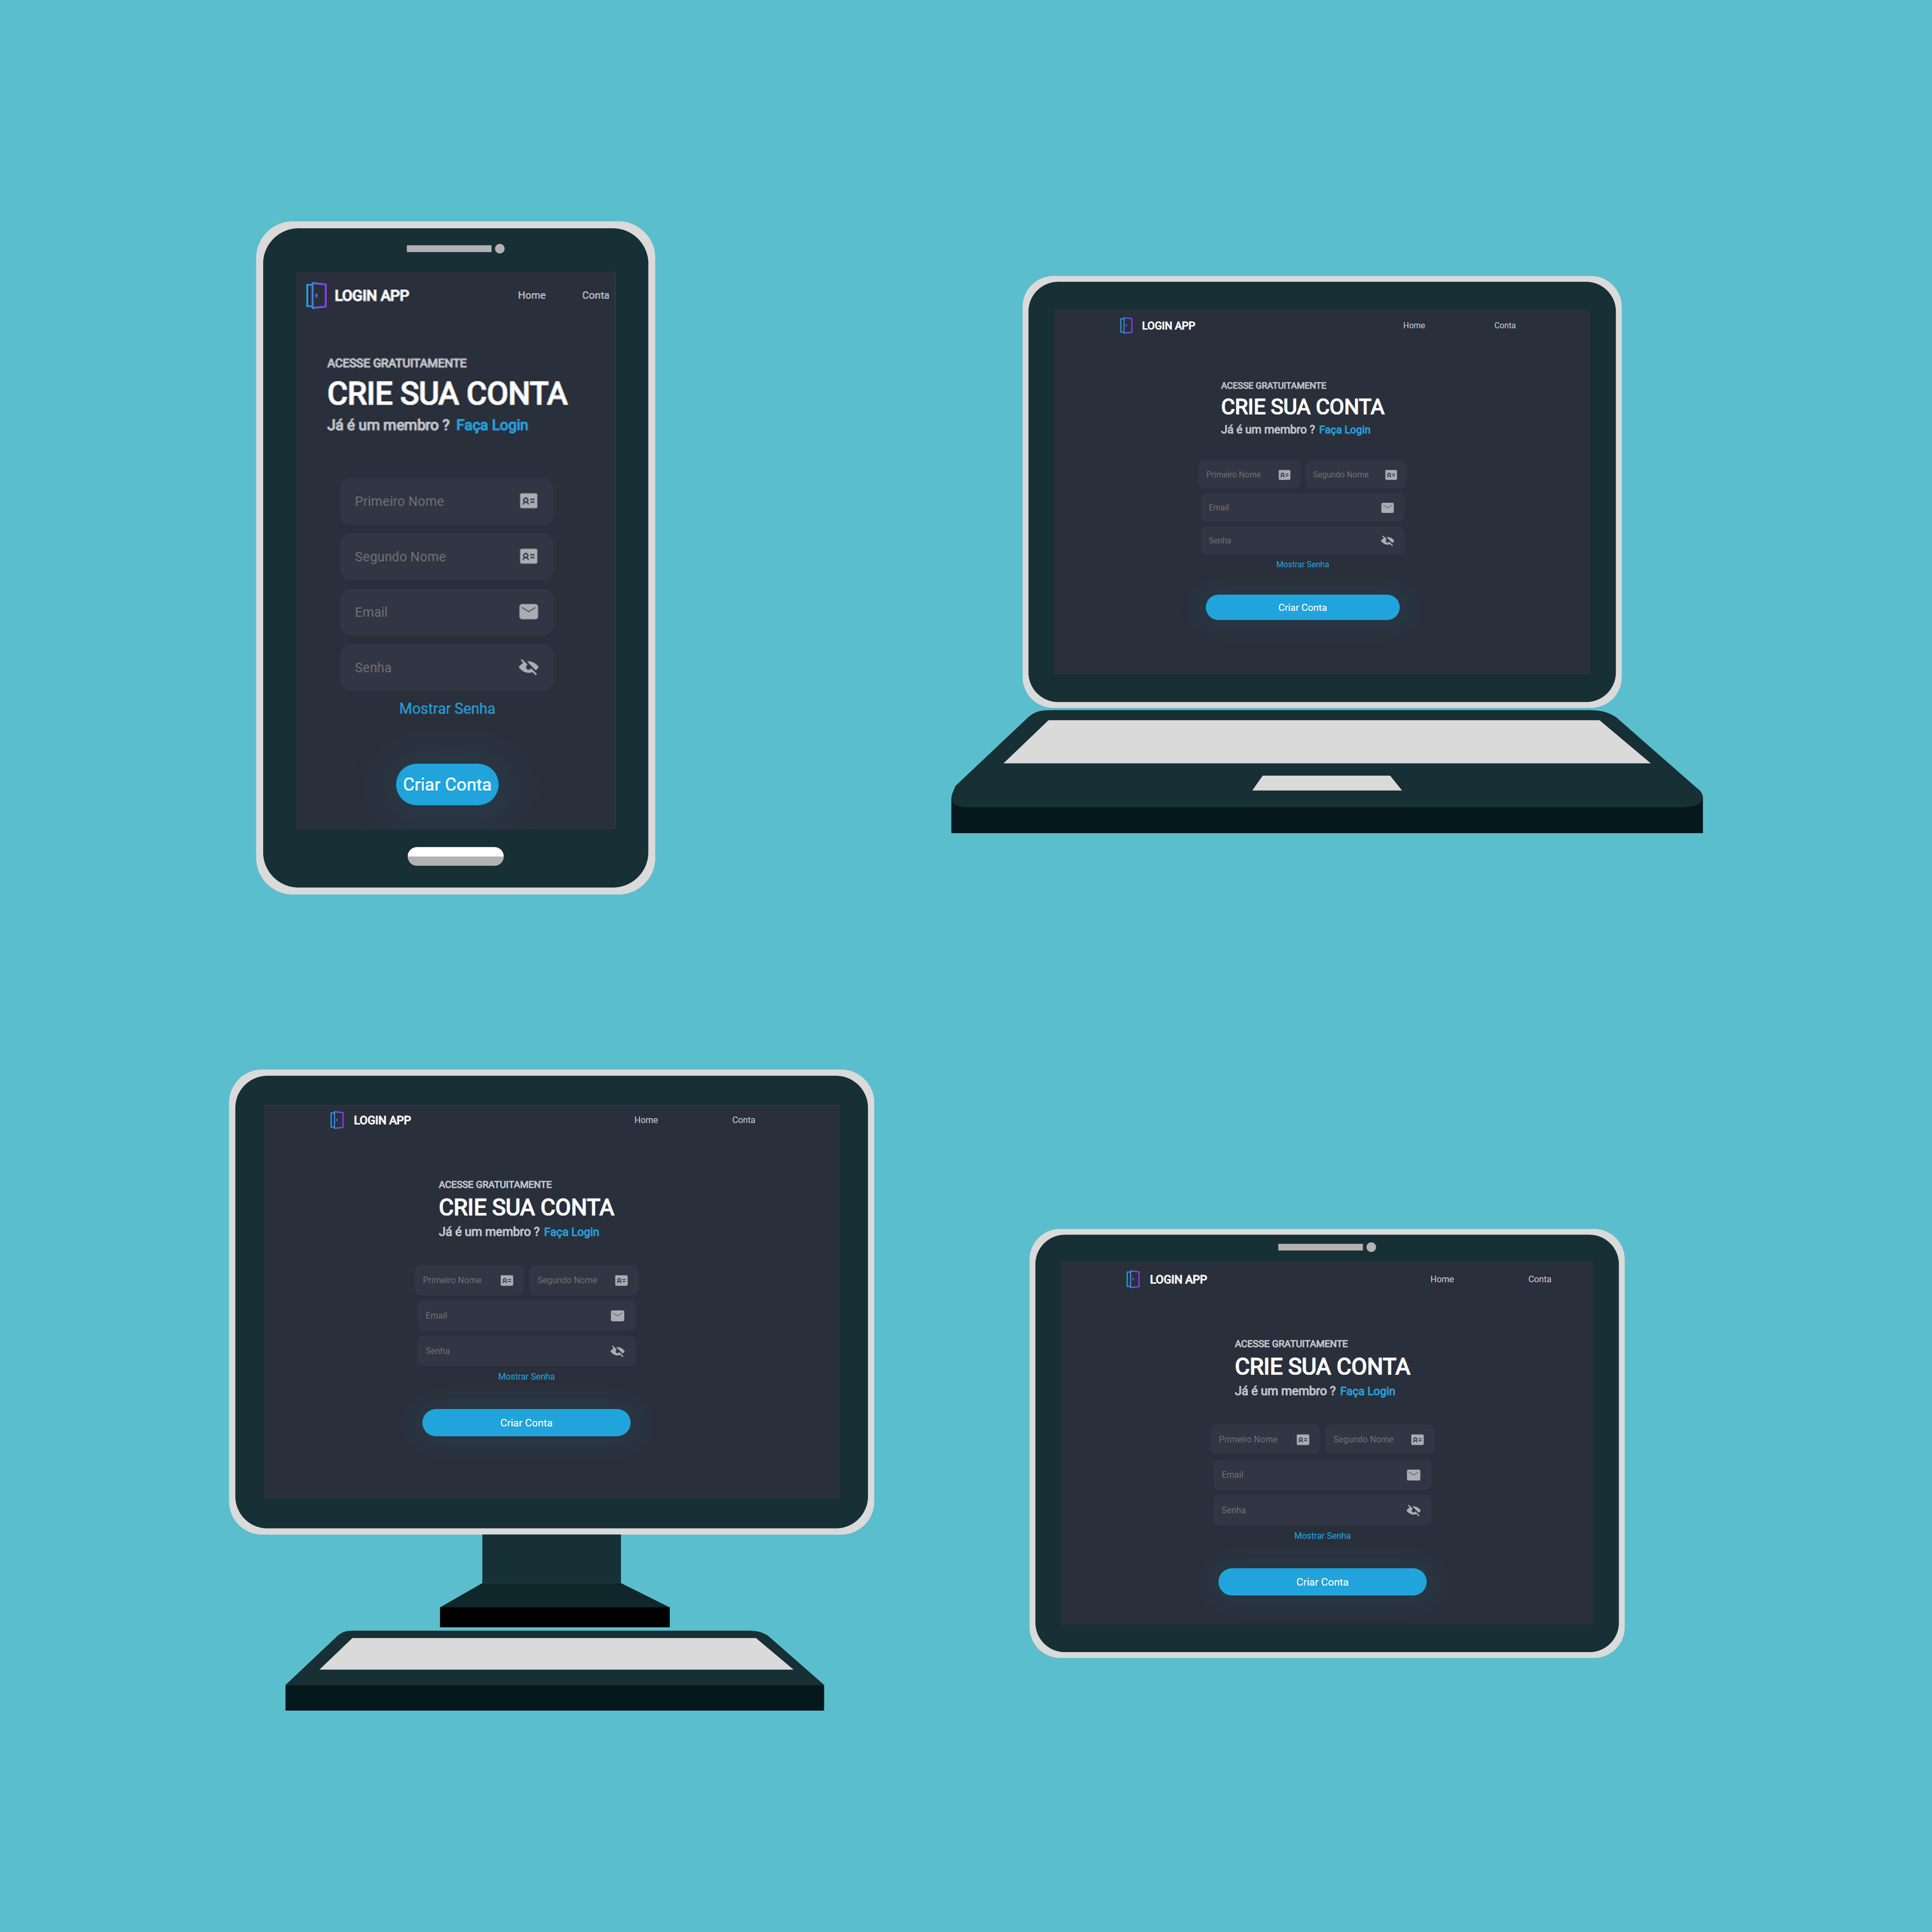 LOGIN APP Home Conta
ACESSE GRATUITAMENTE
CRIE SUA CONTA
Já é um membro ? Faça Login
Primeiro Nome
Segundo Nome
Email
Senha
Mostrar Senha
Criar Conta
LOGIN APP Home Conta
ACESSE GRATUITAMENTE
CRIE SUA CONTA
Já é um membro ? Faça Login
Primeiro Nome Segundo Nome
Email
Senha
Mostrar Senha
Criar Conta
LOGIN APP Home Conta
ACESSE GRATUITAMENTE
CRIE SUA CONTA
Já é um membro ? Faça Login
Primeiro Nome Segundo Nome
Email
Senha
Mostrar Senha
Criar Conta
LOGIN APP Home Conta
ACESSE GRATUITAMENTE
CRIE SUA CONTA
Já é um membro ? Faça Login
Primeiro Nome Segundo Nome
Email
Senha
Mostrar Senha
Criar Conta